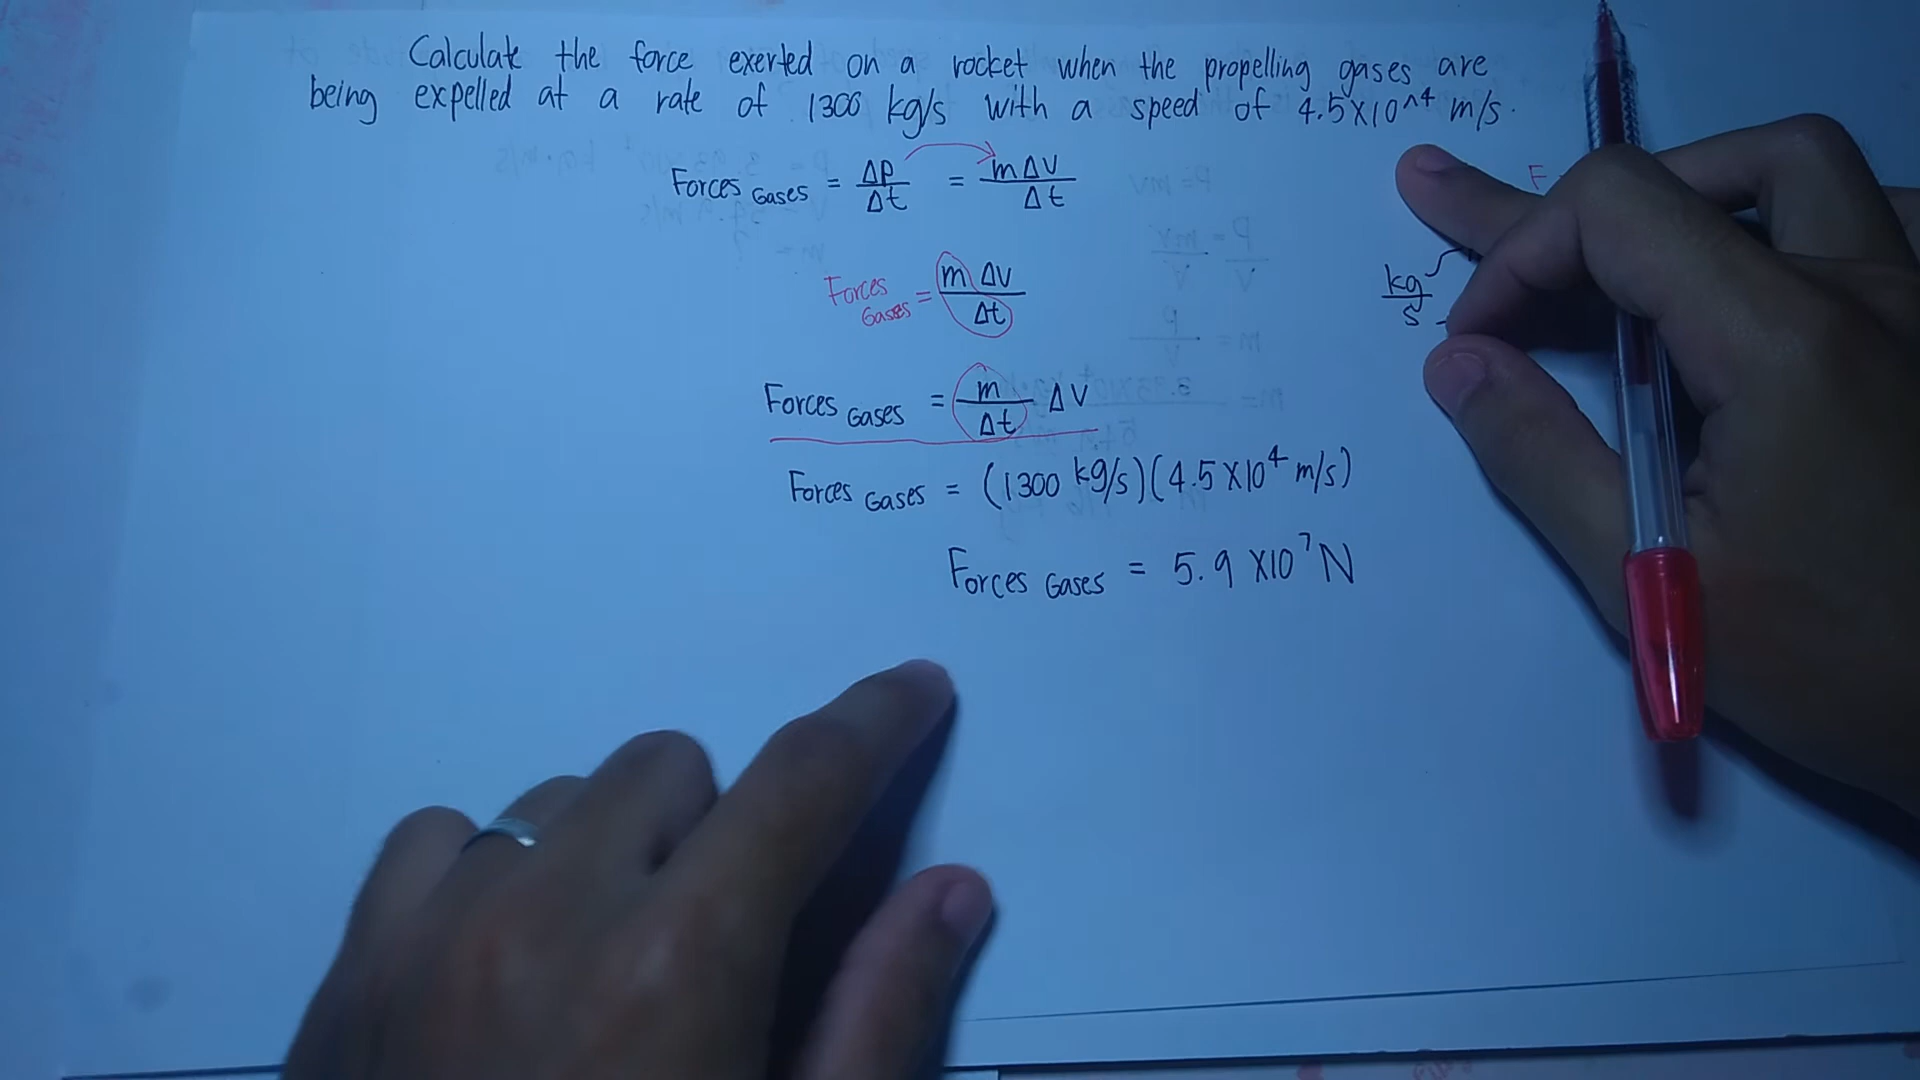 Calculate the force exerted on a rocket when the propelling gases are
being expelled at a rate of 1300 kg/s with a speed of 4.5X10^4 m/s.
Forces Gases = ΔP/Δt = mΔV/Δt
F
Forces Gases = mΔV/Δt
kg/s
Forces Gases = m/Δt ΔV
Forces Gases = (1300 kg/s)(4.5X10⁴ m/s)
Forces Gases = 5.9 X10⁷ N